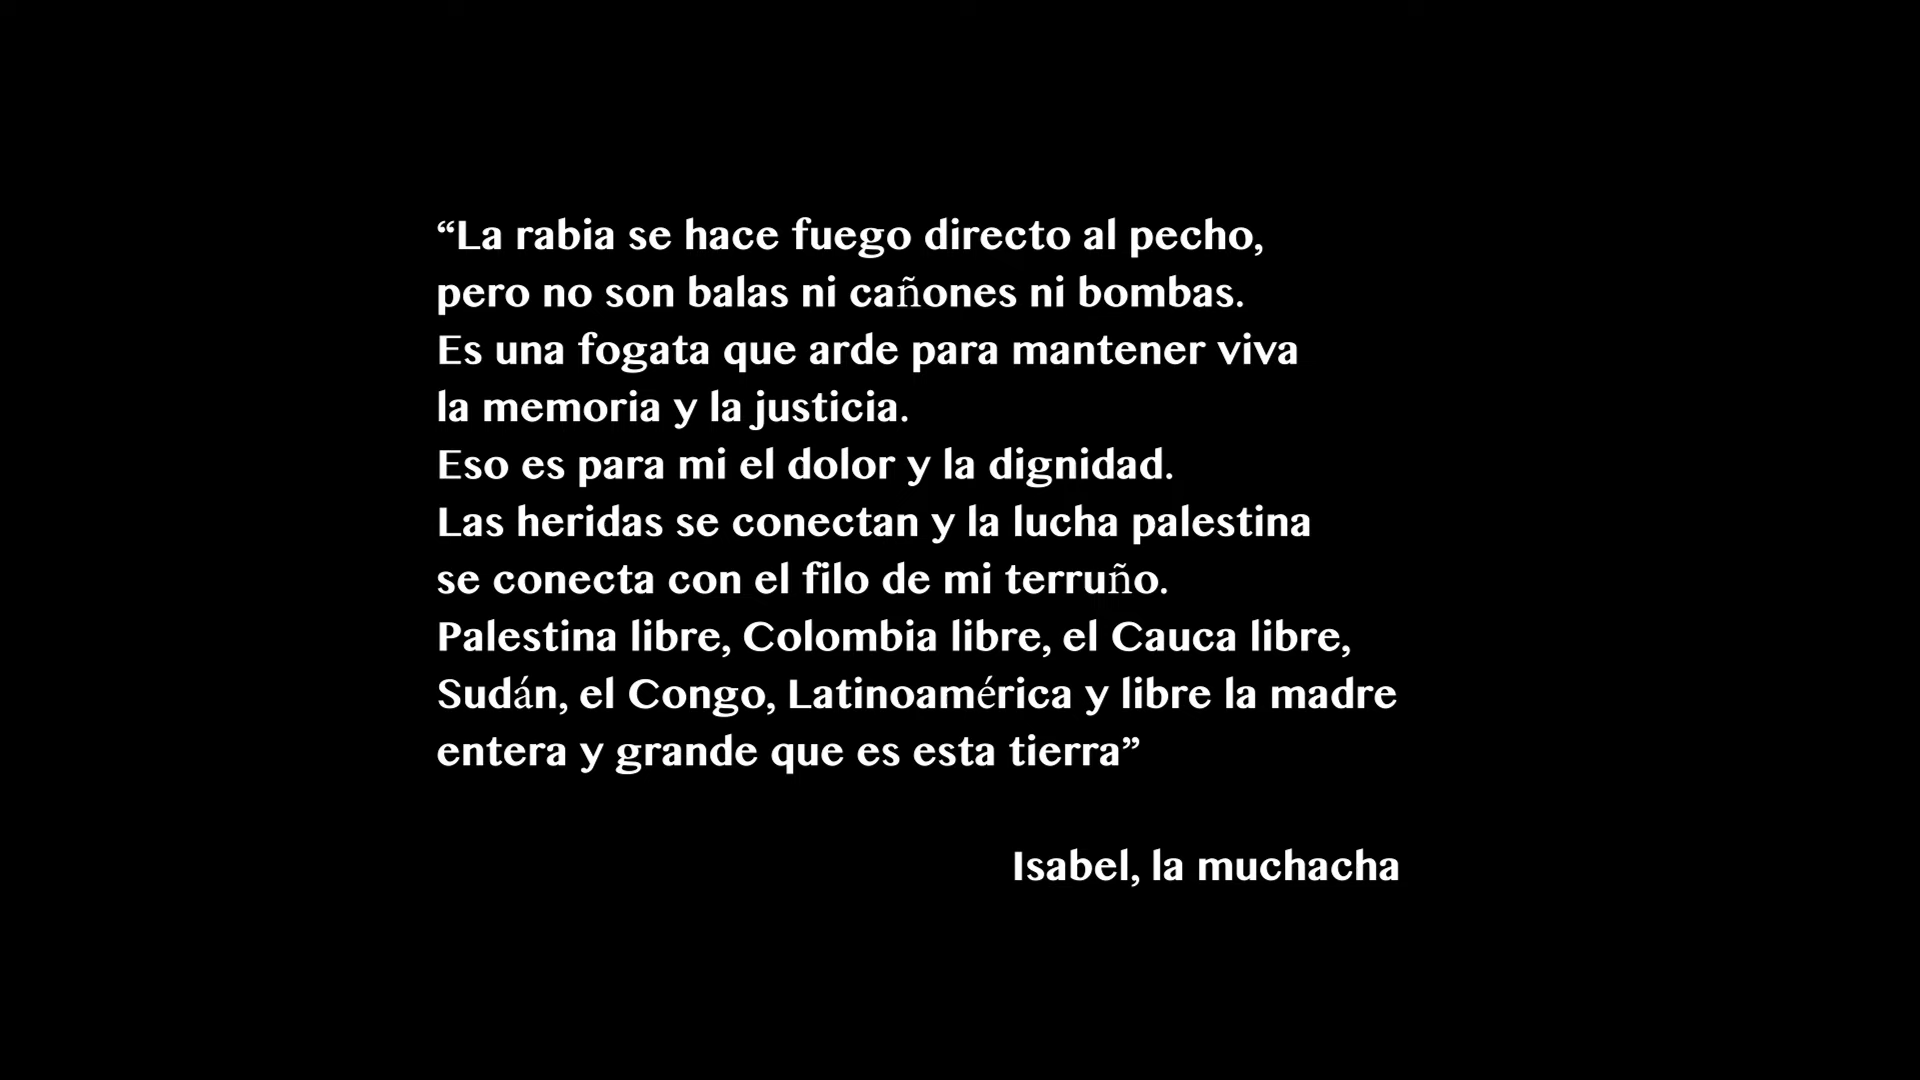 “La rabia se hace fuego directo al pecho,
pero no son balas ni cañones ni bombas.
Es una fogata que arde para mantener viva
la memoria y la justicia.
Eso es para mi el dolor y la dignidad.
Las heridas se conectan y la lucha palestina
se conecta con el filo de mi terruño.
Palestina libre, Colombia libre, el Cauca libre,
Sudán, el Congo, Latinoamérica y libre la madre
entera y grande que es esta tierra”
Isabel, la muchacha